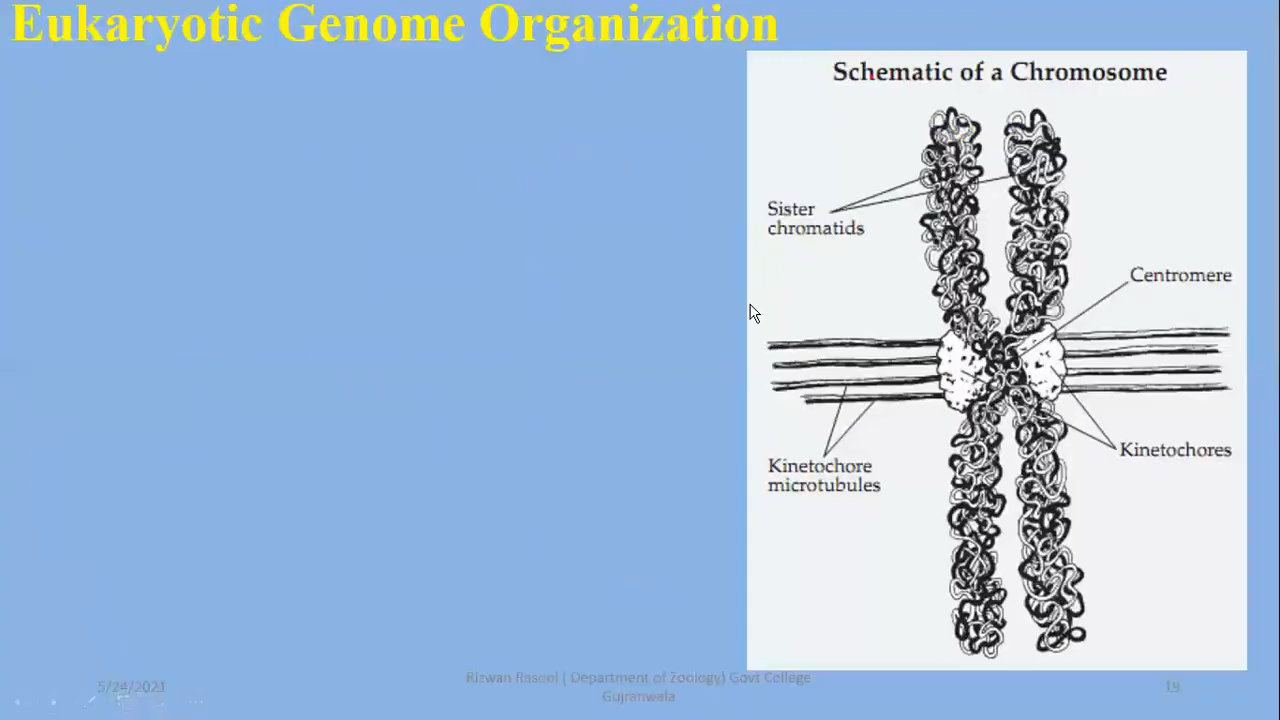 Eukaryotic Genome Organization
Schematic of a Chromosome
Sister
chromatids
Centromere
Kinetochore
microtubules
Kinetochores
5/24/2021
Rizwan Rasool ( Department of Zoology) Govt College
Gujranwala
19